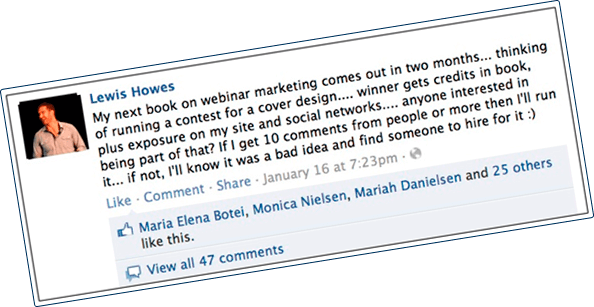 Lewis Howes
My next book on webinar marketing comes out in two months... thinking
of running a contest for a cover design.... winner gets credits in book,
plus exposure on my site and social networks.... anyone interested in
being part of that? If I get 10 comments from people or more then I'll run
it... if not, I'll know it was a bad idea and find someone to hire for it :)
Like · Comment · Share · January 16 at 7:23pm ·
Maria Elena Botei, Monica Nielsen, Mariah Danielsen and 25 others
like this.
View all 47 comments